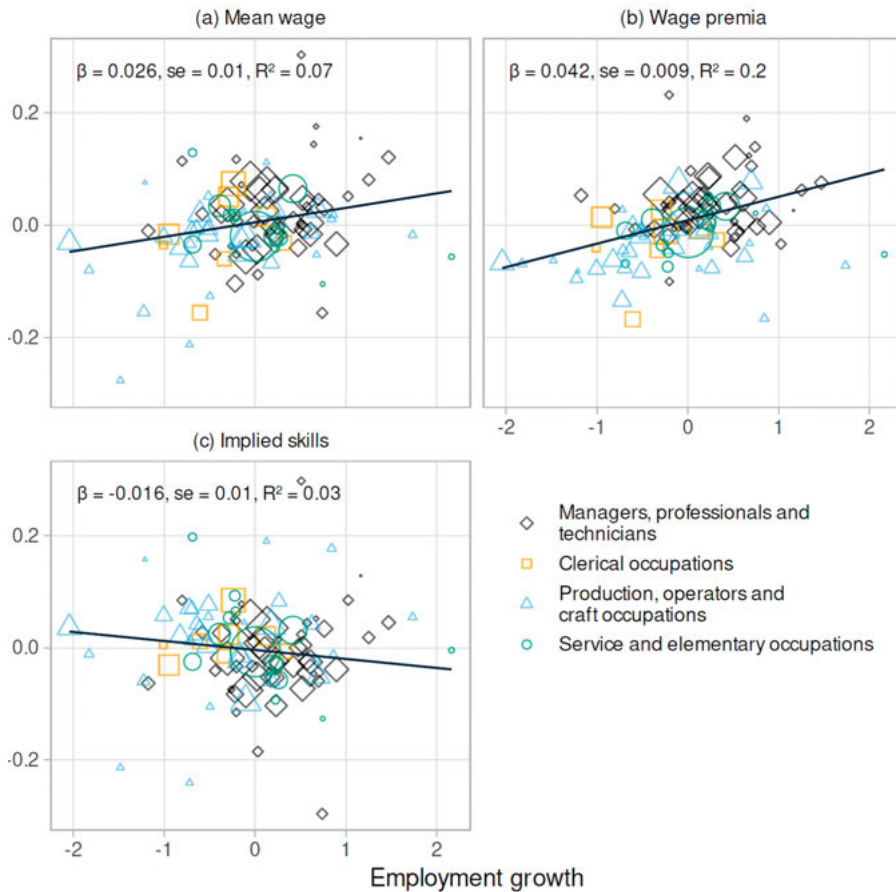 (a) Mean wage
(b) Wage premia
β = 0.026, se = 0.01, R² = 0.07
β = 0.042, se = 0.009, R² = 0.2
0.2
0.0
-0.2
-2
-1
0
1
2
(c) Implied skills
β = -0.016, se = 0.01, R² = 0.03
0.2
0.0
-0.2
-2
-1
0
1
2
Employment growth
Managers, professionals and
technicians
Clerical occupations
Production, operators and
craft occupations
Service and elementary occupations